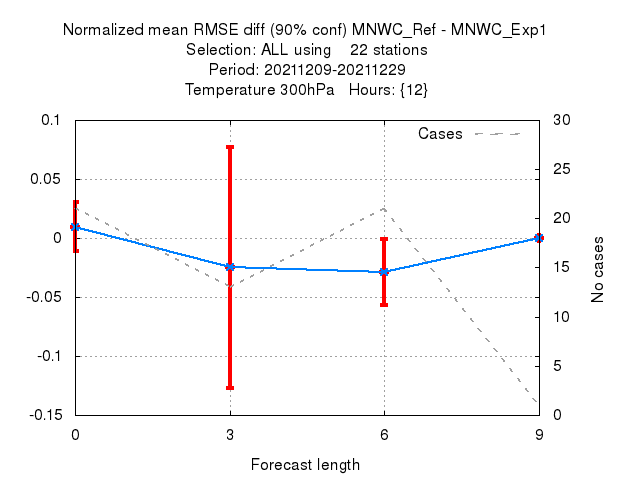 Normalized mean RMSE diff (90% conf) MNWC_Ref - MNWC_Exp1
Selection: ALL using 22 stations
Period: 20211209-20211229
Temperature 300hPa Hours: {12}
Cases
0.1
0.05
0
-0.05
-0.1
-0.15
30
25
20
15
10
5
0
No cases
0 3 6 9
Forecast length